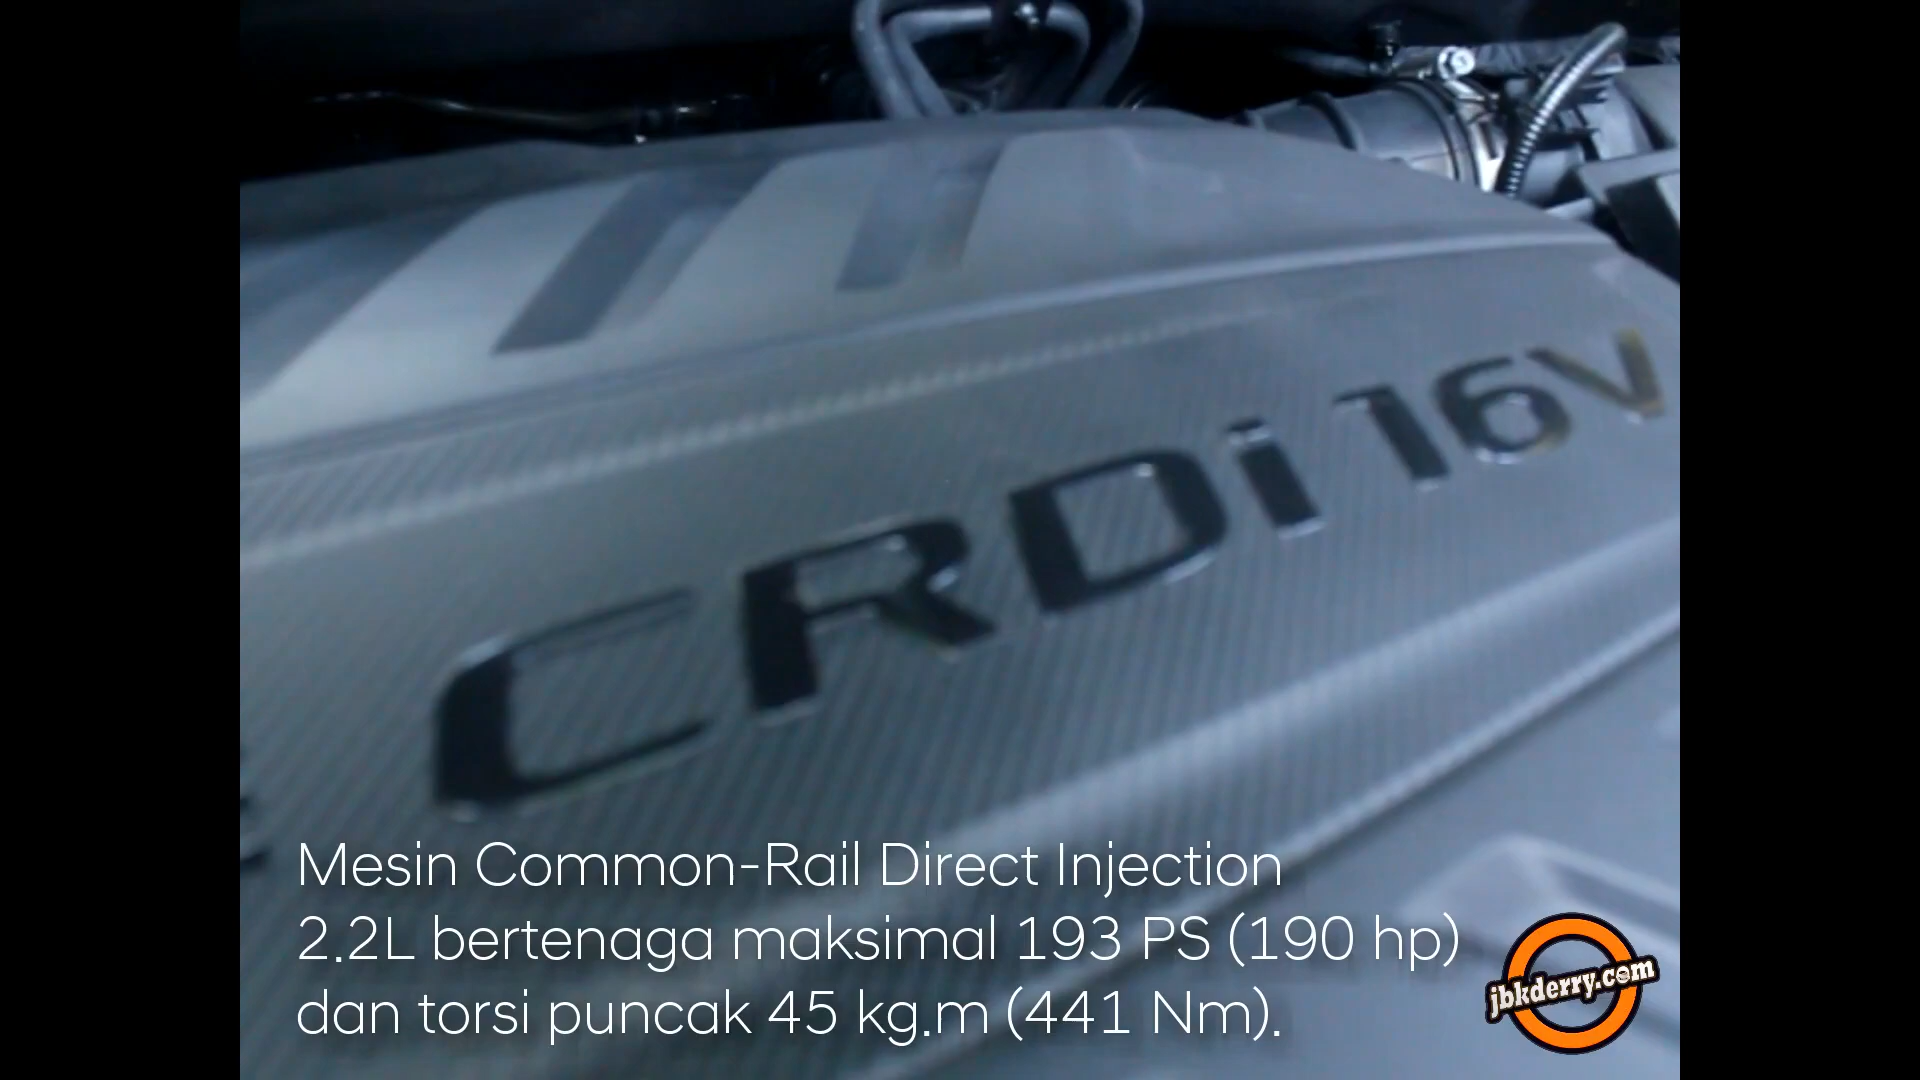 CRDi 16V
Mesin Common-Rail Direct Injection
2.2L bertenaga maksimal 193 PS (190 hp)
dan torsi puncak 45 kg.m (441 Nm).
jbkderry.com